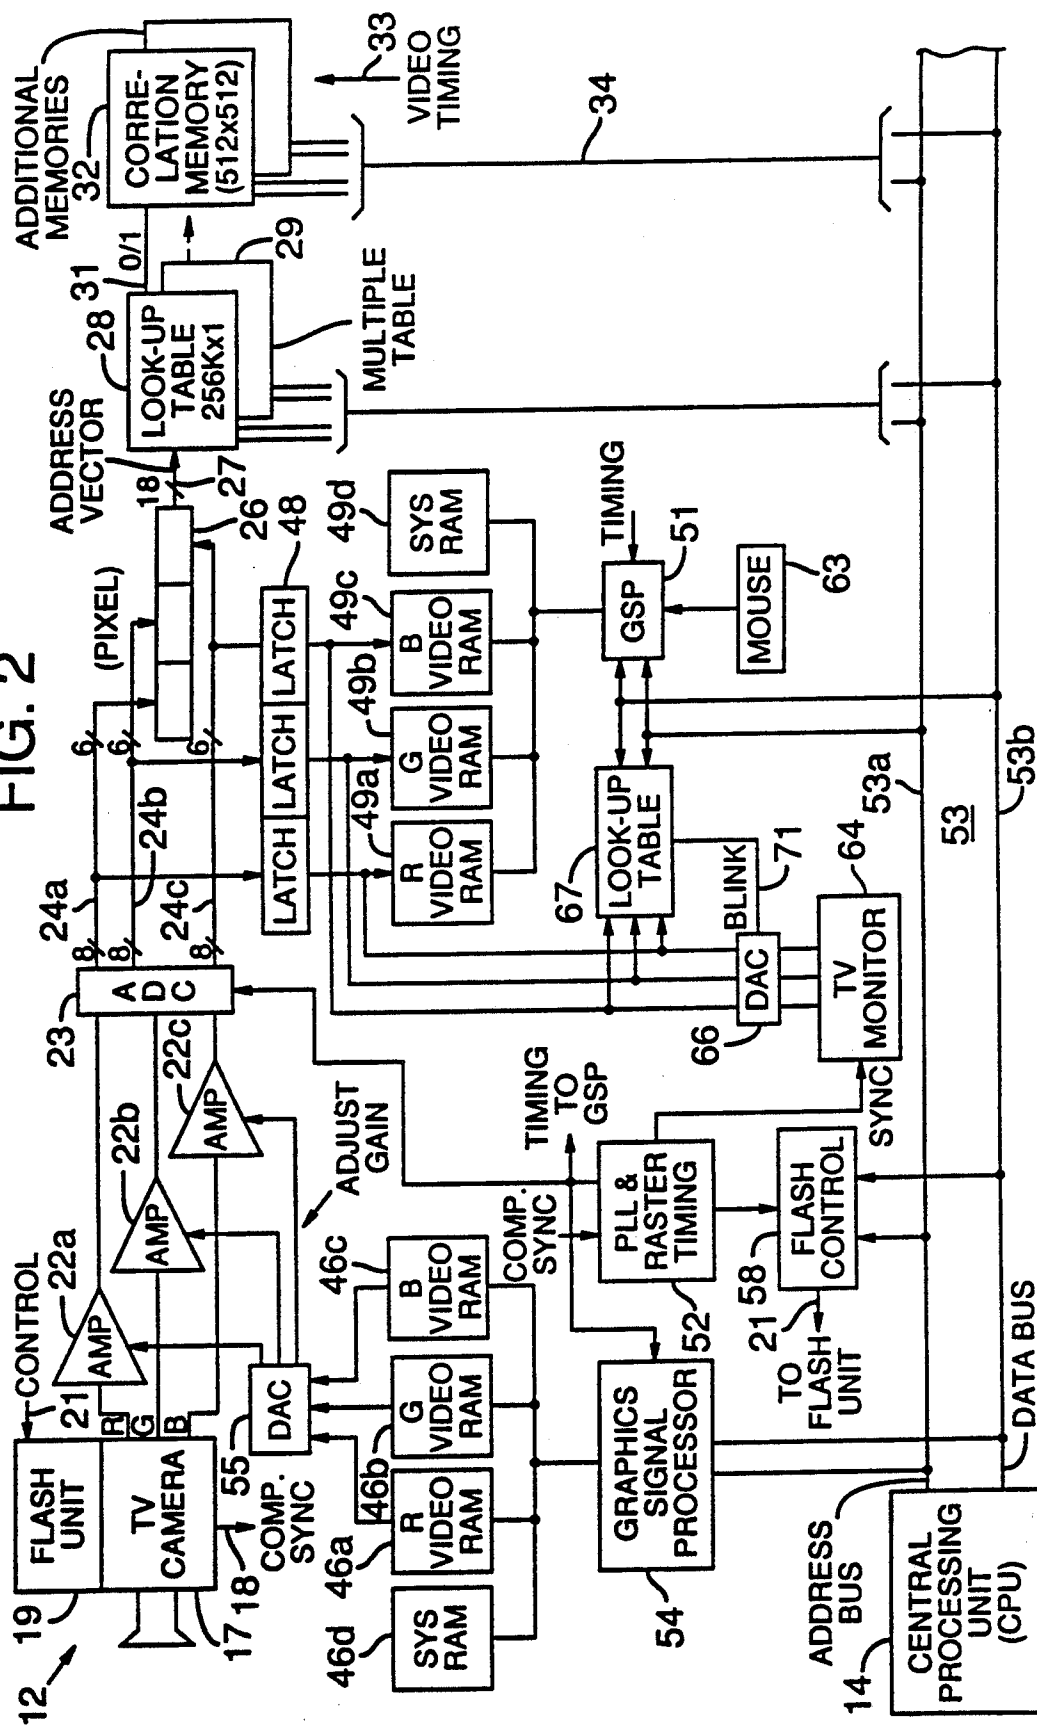 FIG. 2
12
19
FLASH
UNIT
CONTROL
21
TV
CAMERA
17
18
COMP.
SYNC
R
G
B
22a
AMP
22b
AMP
22c
AMP
ADJUST
GAIN
55
DAC
23
A
D
C
8
8
8
24a
24b
24c
6
6
6
(PIXEL)
26
18
27
ADDRESS
VECTOR
28
LOOK-UP
TABLE
256Kx1
29
MULTIPLE
TABLE
31
0/1
ADDITIONAL
MEMORIES
32
CORRE-
LATION
MEMORY
(512x512)
33
VIDEO
TIMING
34
LATCH
LATCH
LATCH
48
46d
SYS
RAM
46a
R
VIDEO
RAM
46b
G
VIDEO
RAM
46c
B
VIDEO
RAM
49a
R
VIDEO
RAM
49b
G
VIDEO
RAM
49c
B
VIDEO
RAM
49d
SYS
RAM
54
GRAPHICS
SIGNAL
PROCESSOR
COMP.
SYNC
TIMING
TO
GSP
52
PLL &
RASTER
TIMING
67
LOOK-UP
TABLE
TIMING
GSP
51
MOUSE
63
BLINK
71
DAC
66
TV
MONITOR
64
SYNC
58
FLASH
CONTROL
21
TO
FLASH
UNIT
14
CENTRAL
PROCESSING
UNIT
(CPU)
ADDRESS
BUS
DATA BUS
53a
53
53b